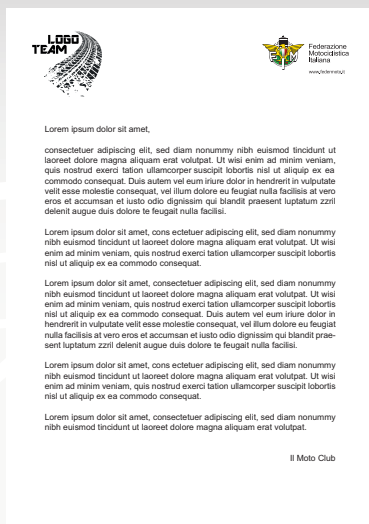 LOGO
TEAM
Federazione
Motociclistica
Italiana
www.federmoto.it
Lorem ipsum dolor sit amet,
consectetuer adipiscing elit, sed diam nonummy nibh euismod tincidunt ut
laoreet dolore magna aliquam erat volutpat. Ut wisi enim ad minim veniam,
quis nostrud exerci tation ullamcorper suscipit lobortis nisl ut aliquip ex ea
commodo consequat. Duis autem vel eum iriure dolor in hendrerit in vulputate
velit esse molestie consequat, vel illum dolore eu feugiat nulla facilisis at vero
eros et accumsan et iusto odio dignissim qui blandit praesent luptatum zzril
delenit augue duis dolore te feugait nulla facilisi.
Lorem ipsum dolor sit amet, cons ectetuer adipiscing elit, sed diam nonummy
nibh euismod tincidunt ut laoreet dolore magna aliquam erat volutpat. Ut wisi
enim ad minim veniam, quis nostrud exerci tation ullamcorper suscipit lobortis
nisl ut aliquip ex ea commodo consequat.
Lorem ipsum dolor sit amet, consectetuer adipiscing elit, sed diam nonummy
nibh euismod tincidunt ut laoreet dolore magna aliquam erat volutpat. Ut wisi
enim ad minim veniam, quis nostrud exerci tation ullamcorper suscipit lobortis
nisl ut aliquip ex ea commodo consequat. Duis autem vel eum iriure dolor in
hendrerit in vulputate velit esse molestie consequat, vel illum dolore eu feugiat
nulla facilisis at vero eros et accumsan et iusto odio dignissim qui blandit prae-
sent luptatum zzril delenit augue duis dolore te feugait nulla facilisi.
Lorem ipsum dolor sit amet, consectetuer adipiscing elit, sed diam nonummy
nibh euismod tincidunt ut laoreet dolore magna aliquam erat volutpat. Ut wisi
enim ad minim veniam, quis nostrud exerci tation ullamcorper suscipit lobortis
nisl ut aliquip ex ea commodo consequat.
Lorem ipsum dolor sit amet, consectetuer adipiscing elit, sed diam nonummy
nibh euismod tincidunt ut laoreet dolore magna aliquam erat volutpat.
Il Moto Club